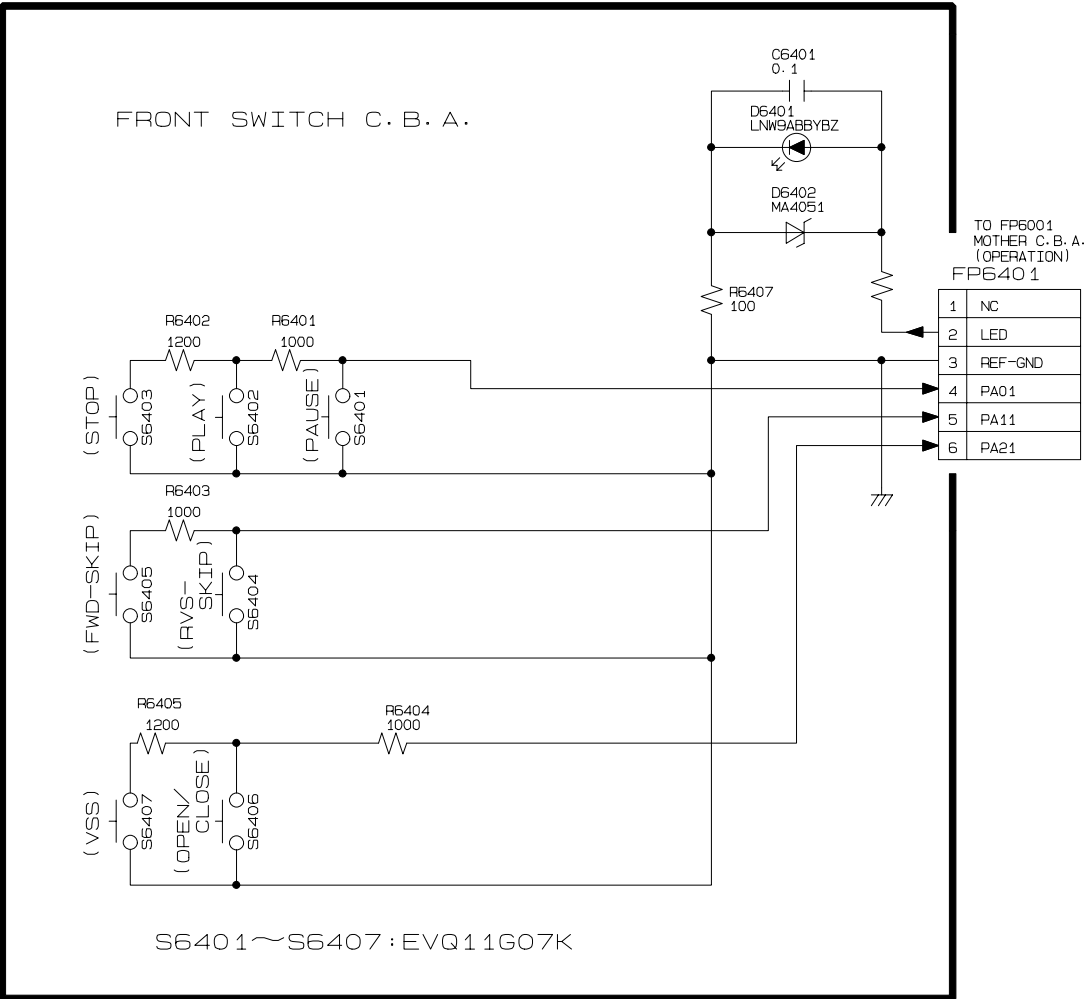 FRONT SWITCH C.B.A.
C6401
0.1
D6401
LNW9ABBYBZ
D6402
MA4051
R6407
100
TO FP6001
MOTHER C.B.A.
(OPERATION)
FP6401
1 NC
2 LED
3 REF-GND
4 PA01
5 PA11
6 PA21
R6402
1200
R6401
1000
(STOP)
S6403
(PLAY)
S6402
(PAUSE)
S6401
R6403
1000
(FWD-SKIP)
S6405
(RVS-
SKIP)
S6404
R6405
1200
R6404
1000
(VSS)
S6407
(OPEN/
CLOSE)
S6406
S6401~S6407:EVQ11G07K